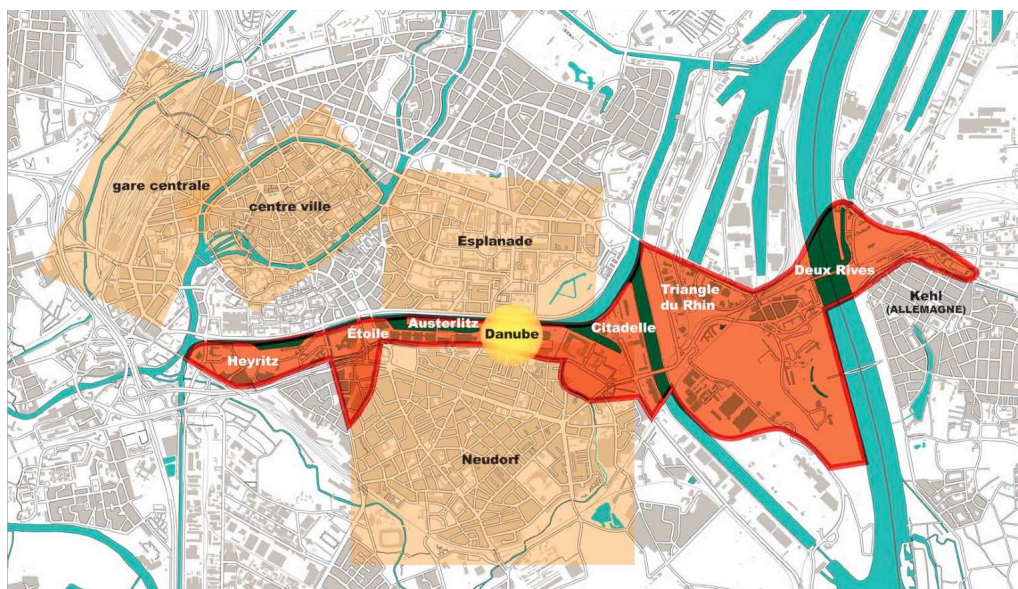 gare centrale
centre ville
Esplanade
Deux Rives
Triangle
du Rhin
Kehl
(ALLEMAGNE)
Austerlitz
Étoile
Danube
Citadelle
Heyritz
Neudorf